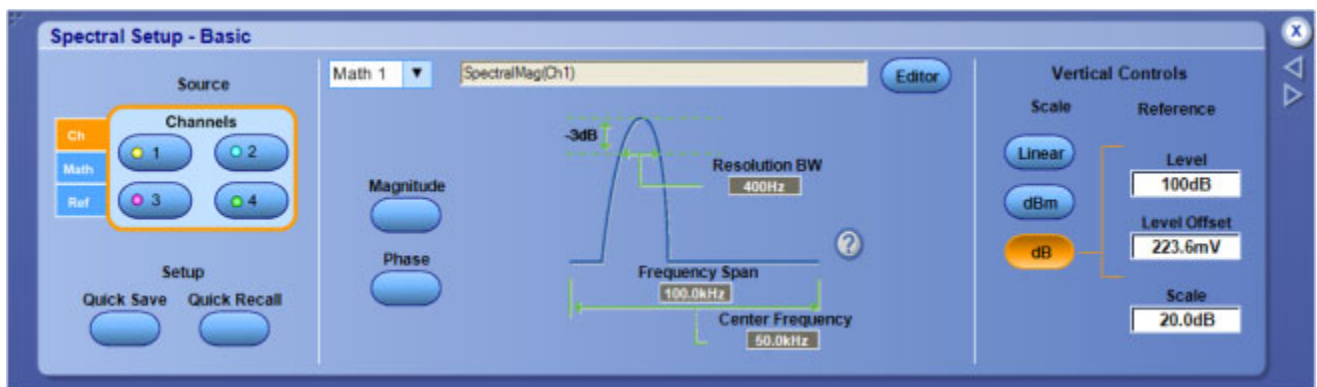 Spectral Setup - Basic
X
Source
Ch
Math
Ref
Channels
1
2
3
4
Setup
Quick Save
Quick Recall
Math 1
SpectralMag(Ch1)
Editor
Magnitude
Phase
-3dB
Resolution BW
400Hz
?
Frequency Span
100.0kHz
Center Frequency
50.0kHz
Vertical Controls
Scale
Linear
dBm
dB
Reference
Level
100dB
Level Offset
223.6mV
Scale
20.0dB